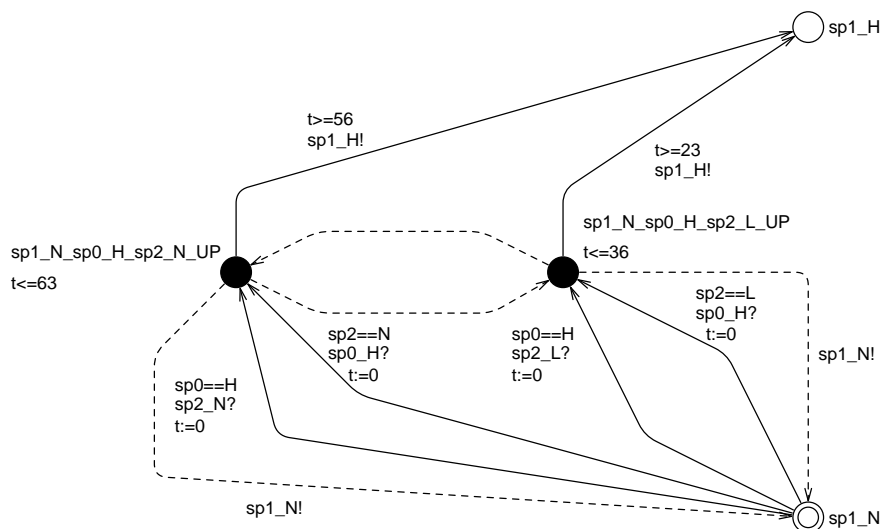 sp1_H
t>=56
sp1_H!
t>=23
sp1_H!
sp1_N_sp0_H_sp2_N_UP
t<=63
sp1_N_sp0_H_sp2_L_UP
t<=36
sp2==N
sp0_H?
t:=0
sp0==H
sp2_L?
t:=0
sp2==L
sp0_H?
t:=0
sp1_N!
sp0==H
sp2_N?
t:=0
sp1_N!
sp1_N